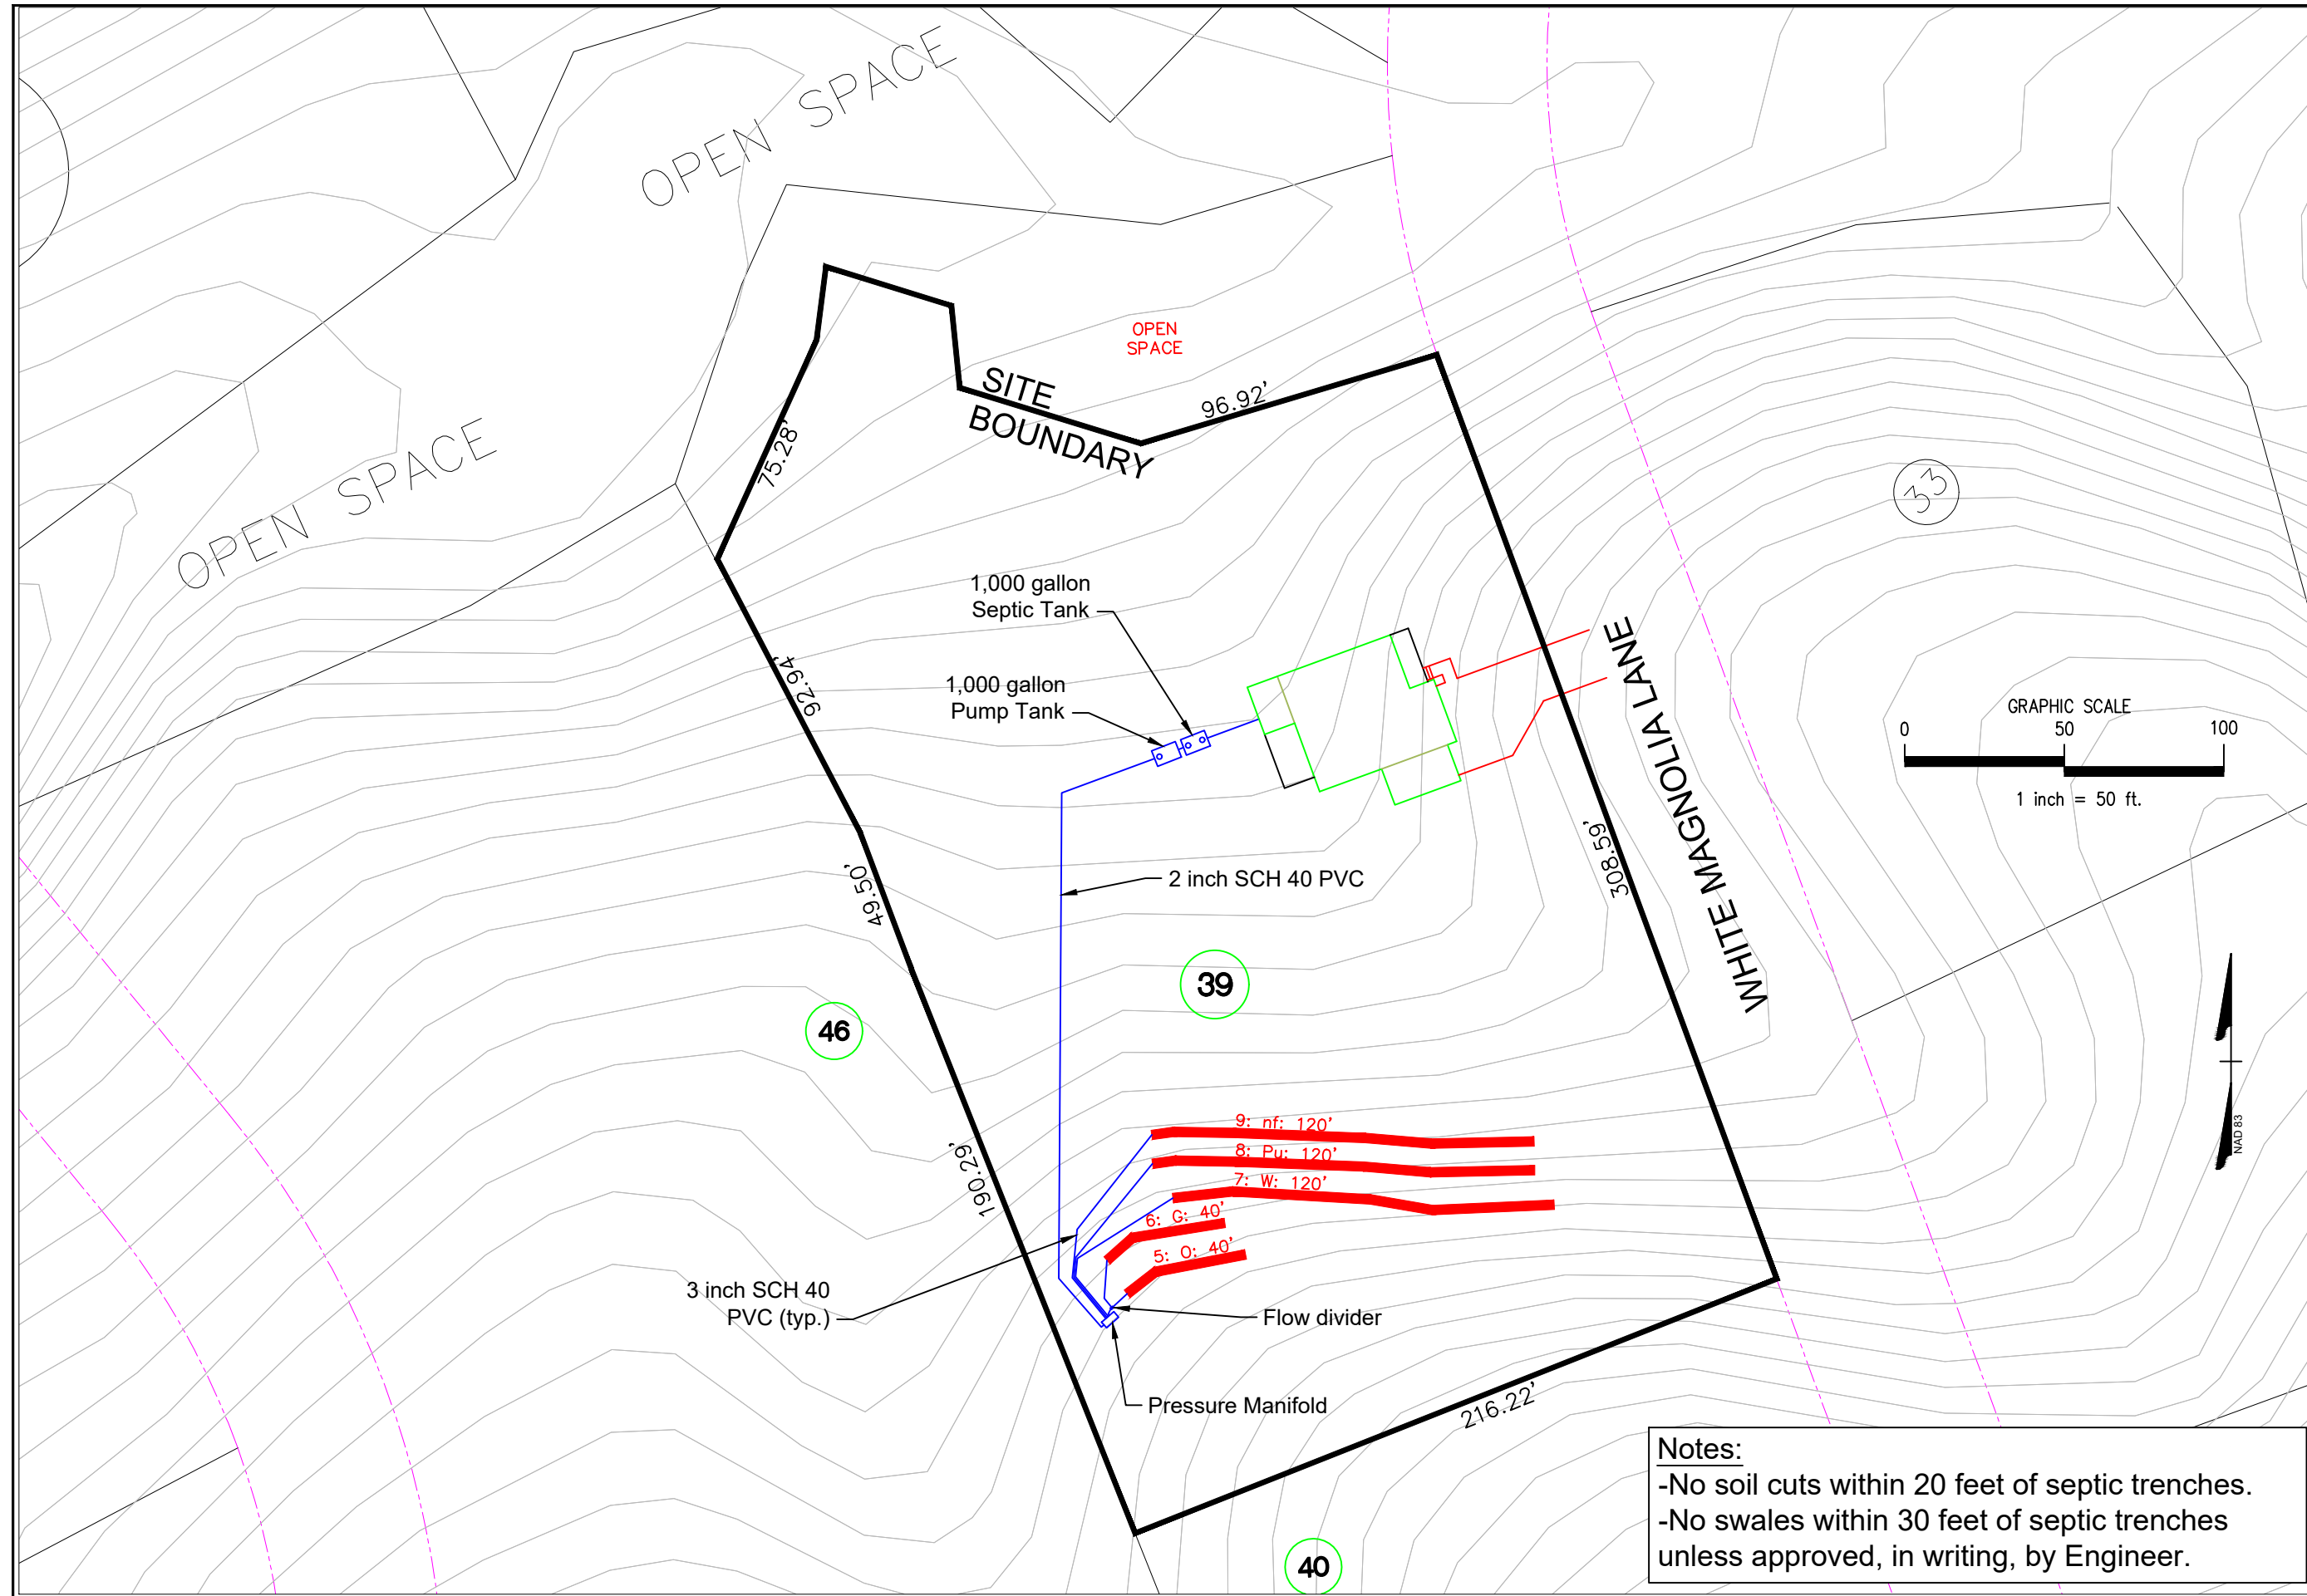 OPEN SPACE
OPEN SPACE
OPEN
SPACE
SITE
BOUNDARY
96.92'
75.28'
92.94'
49.50'
190.29'
308.59'
216.22'
1,000 gallon
Septic Tank
1,000 gallon
Pump Tank
2 inch SCH 40 PVC
WHITE MAGNOLIA LANE
33
GRAPHIC SCALE
0 50 100
1 inch = 50 ft.
39
46
NAD 83
9: nf: 120'
8: Pu: 120'
7: W: 120'
6: G: 40'
5: O: 40'
3 inch SCH 40
PVC (typ.)
Flow divider
Pressure Manifold
40
Notes:
-No soil cuts within 20 feet of septic trenches.
-No swales within 30 feet of septic trenches
unless approved, in writing, by Engineer.